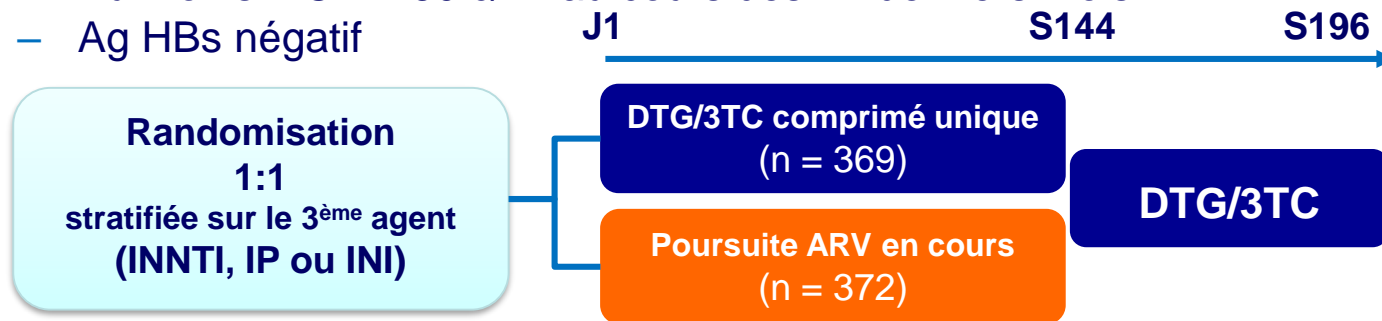 – Ag HBs négatif
J1 S144 S196
Randomisation
1:1
stratifiée sur le 3ème agent
(INNTI, IP ou INI)
DTG/3TC comprimé unique
(n = 369)
Poursuite ARV en cours
(n = 372)
DTG/3TC